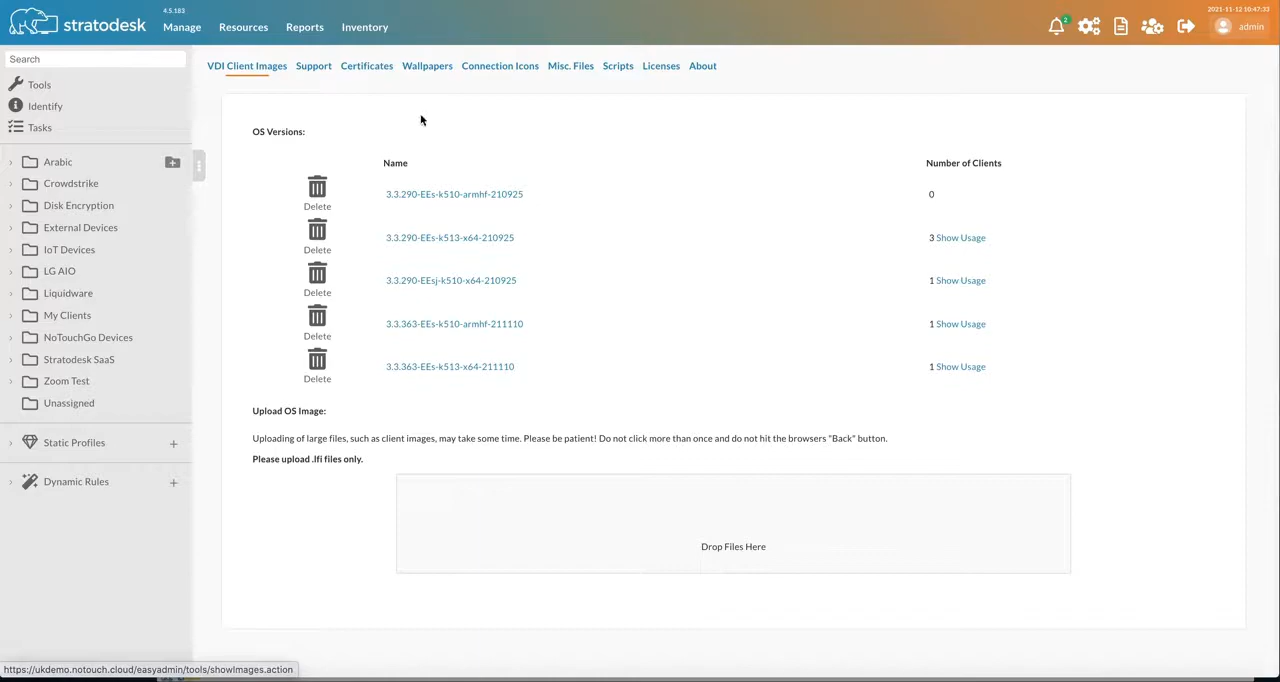 stratodesk
4.5.183
Manage
Resources
Reports
Inventory
2
2021-11-12 10:47:33
admin
Search
Tools
Identify
Tasks
Arabic
Crowdstrike
Disk Encryption
External Devices
IoT Devices
LG AIO
Liquidware
My Clients
NoTouchGo Devices
Stratodesk SaaS
Zoom Test
Unassigned
Static Profiles
Dynamic Rules
VDI Client Images
Support
Certificates
Wallpapers
Connection Icons
Misc. Files
Scripts
Licenses
About
OS Versions:
Name
Number of Clients
Delete
3.3.290-EEs-k510-armhf-210925
0
Delete
3.3.290-EEs-k513-x64-210925
3 Show Usage
Delete
3.3.290-EEsj-k510-x64-210925
1 Show Usage
Delete
3.3.363-EEs-k510-armhf-211110
1 Show Usage
Delete
3.3.363-EEs-k513-x64-211110
1 Show Usage
Upload OS Image:
Uploading of large files, such as client images, may take some time. Please be patient! Do not click more than once and do not hit the browsers "Back" button.
Please upload .lfi files only.
Drop Files Here
https://ukdemo.notouch.cloud/easyadmin/tools/showImages.action